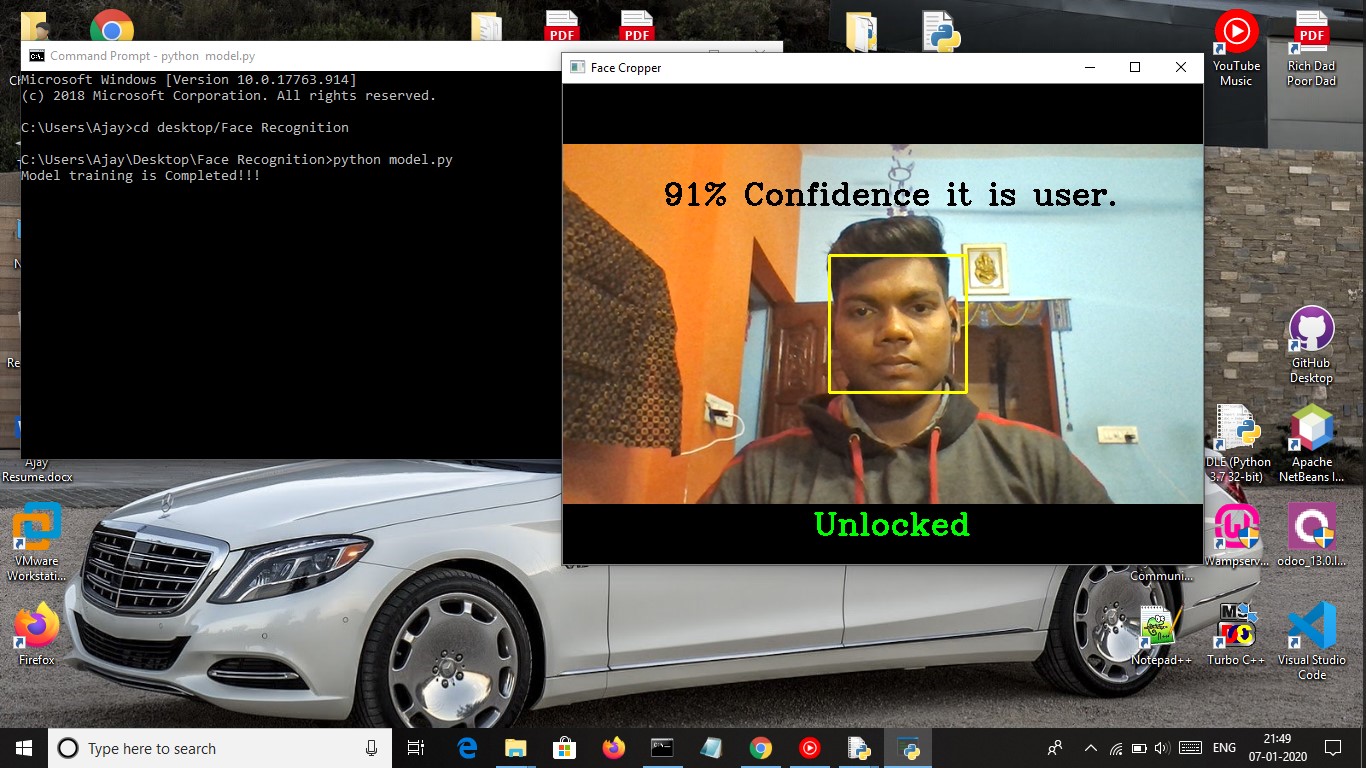 PDF
PDF
PDF
Command Prompt - python model.py
Microsoft Windows [Version 10.0.17763.914]
(c) 2018 Microsoft Corporation. All rights reserved.
C:\Users\Ajay>cd desktop/Face Recognition
C:\Users\Ajay\Desktop\Face Recognition>python model.py
Model training is Completed!!!
Face Cropper
91% Confidence it is user.
Unlocked
YouTube
Music
Rich Dad
Poor Dad
GitHub
Desktop
DLE (Python
3.7 32-bit)
Apache
NetBeans I...
Ajay
Resume.docx
VMware
Workstati...
Wampserv...
odoo_13.0.l...
Communi...
Firefox
Notepad++
Turbo C++
Visual Studio
Code
Type here to search
ENG
21:49
07-01-2020